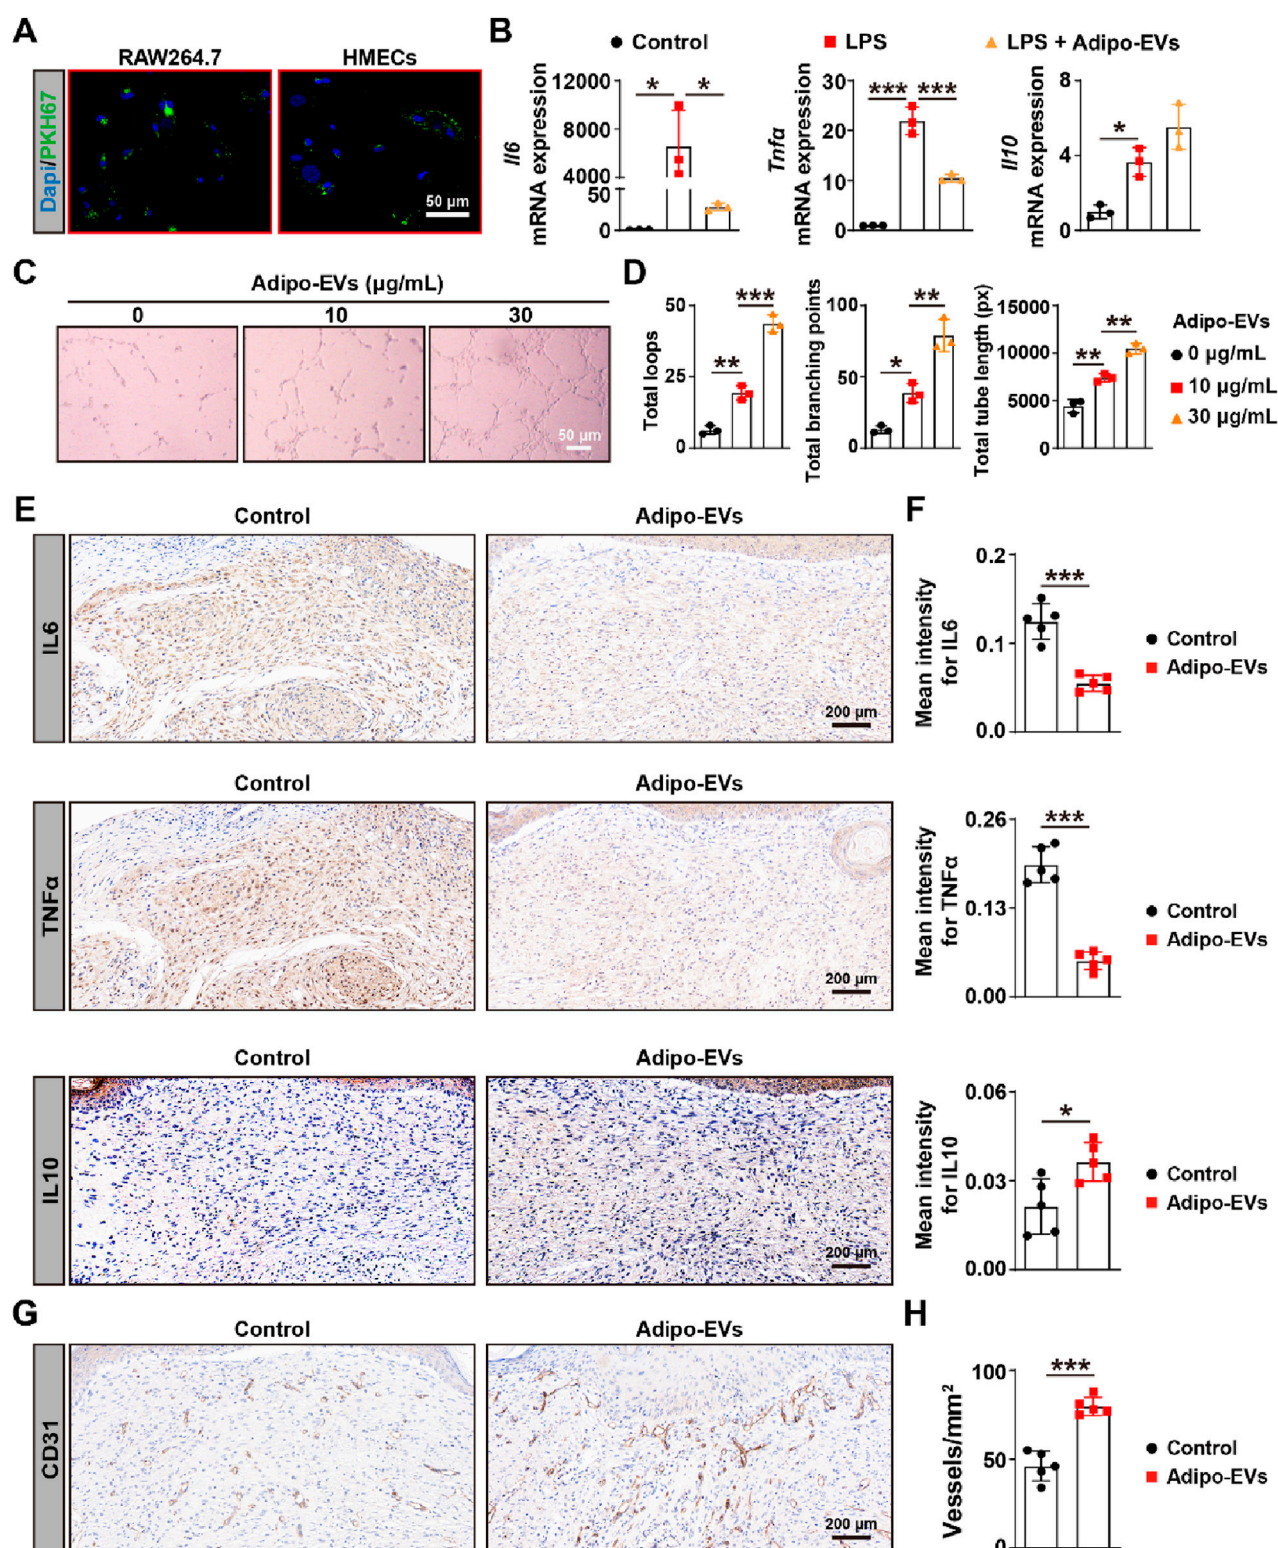 A
RAW264.7
HMECs
Dapi/PKH67
50 μm
B
Control
LPS
LPS + Adipo-EVs
Il6
mRNA expression
12000
8000
4000
50
0
*
*
Tnfα
mRNA expression
30
20
10
0
***
***
Il10
mRNA expression
8
4
0
*
C
Adipo-EVs (μg/mL)
0
10
30
50 μm
D
Total loops
50
25
0
**
***
Total branching points
100
50
0
*
**
Total tube length (px)
15000
10000
5000
0
**
**
Adipo-EVs
0 μg/mL
10 μg/mL
30 μg/mL
E
Control
Adipo-EVs
IL6
200 μm
F
Mean intensity
for IL6
0.2
0.1
0.0
***
Control
Adipo-EVs
Control
Adipo-EVs
TNFα
200 μm
Mean intensity
for TNFα
0.26
0.13
0.00
***
Control
Adipo-EVs
Control
Adipo-EVs
IL10
200 μm
Mean intensity
for IL10
0.06
0.03
0.00
*
Control
Adipo-EVs
G
Control
Adipo-EVs
CD31
200 μm
H
Vessels/mm²
100
50
0
***
Control
Adipo-EVs